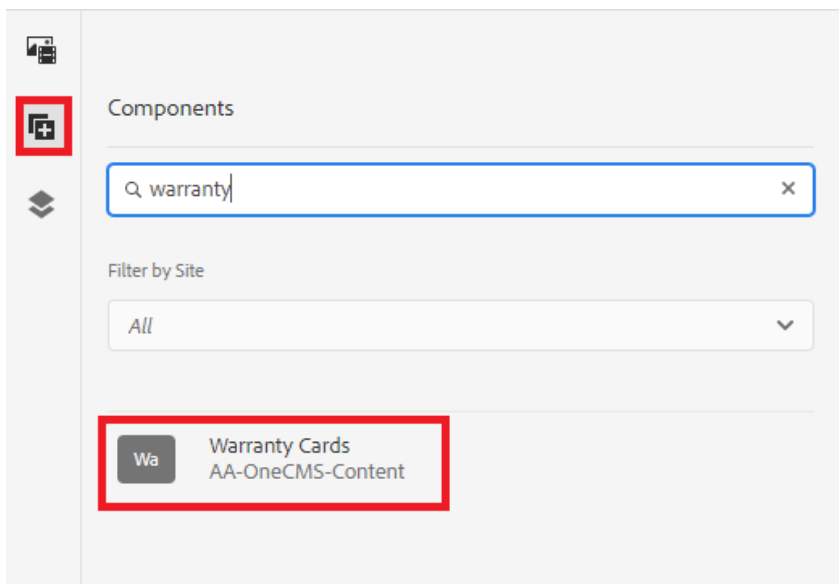 Components
warranty
Filter by Site
All
Wa
Warranty Cards
AA-OneCMS-Content